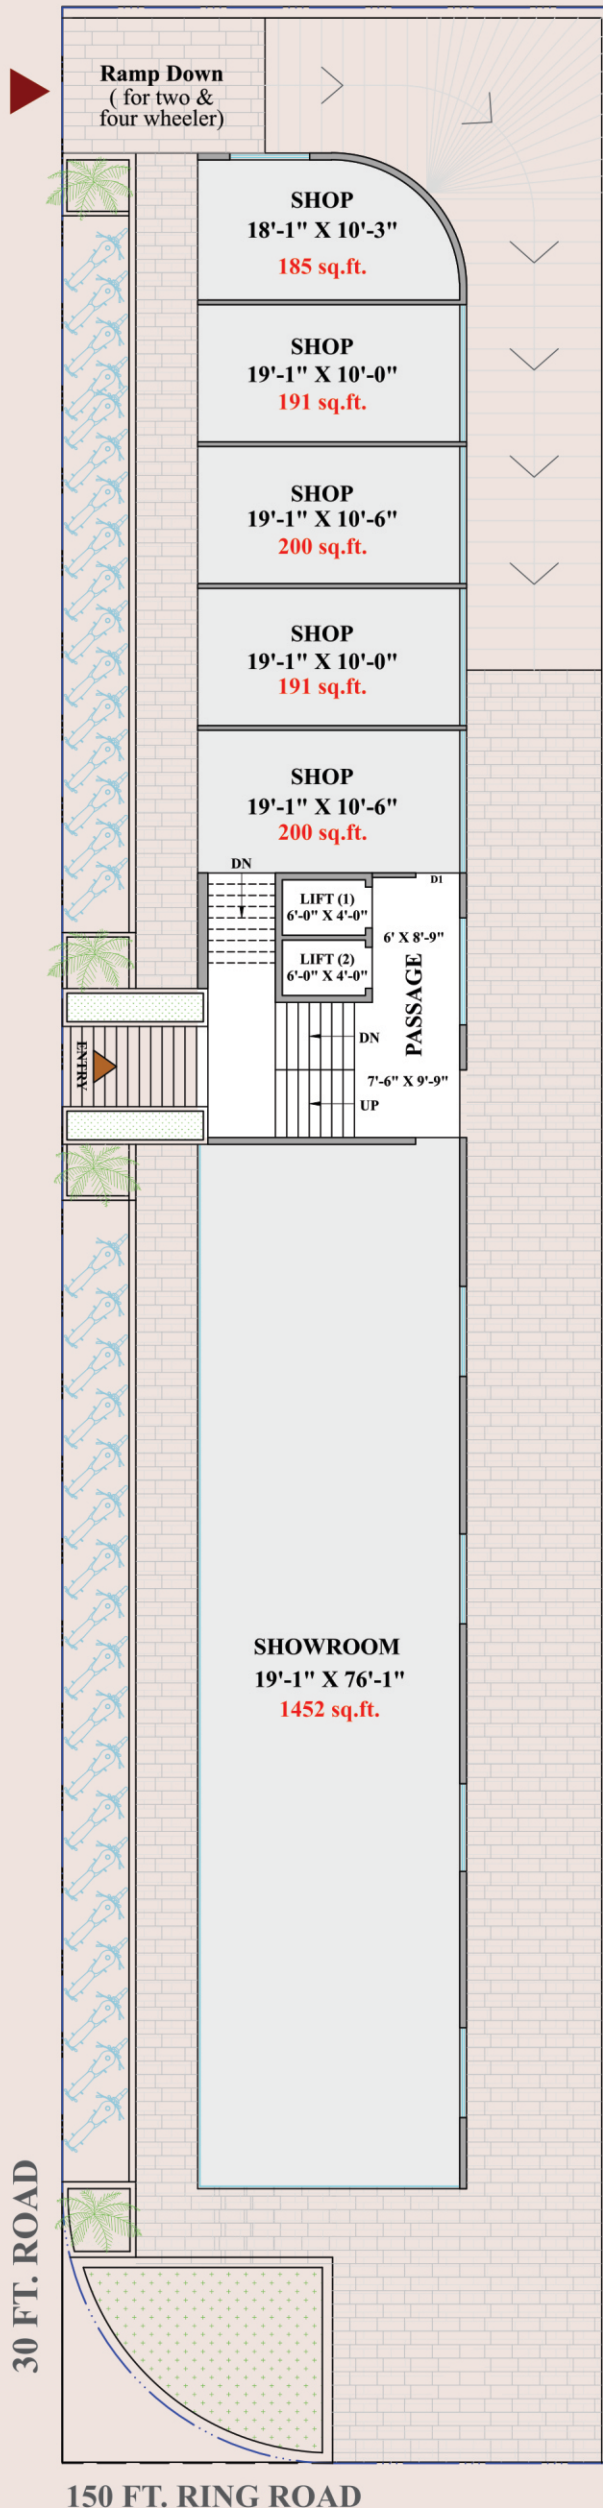 Ramp Down
( for two &
four wheeler)
SHOP
18'-1" X 10'-3"
185 sq.ft.
SHOP
19'-1" X 10'-0"
191 sq.ft.
SHOP
19'-1" X 10'-6"
200 sq.ft.
SHOP
19'-1" X 10'-0"
191 sq.ft.
SHOP
19'-1" X 10'-6"
200 sq.ft.
DN
D1
LIFT (1)
6'-0" X 4'-0"
6' X 8'-9"
LIFT (2)
6'-0" X 4'-0"
PASSAGE
DN
ENTRY
7'-6" X 9'-9"
UP
SHOWROOM
19'-1" X 76'-1"
1452 sq.ft.
30 FT. ROAD
150 FT. RING ROAD